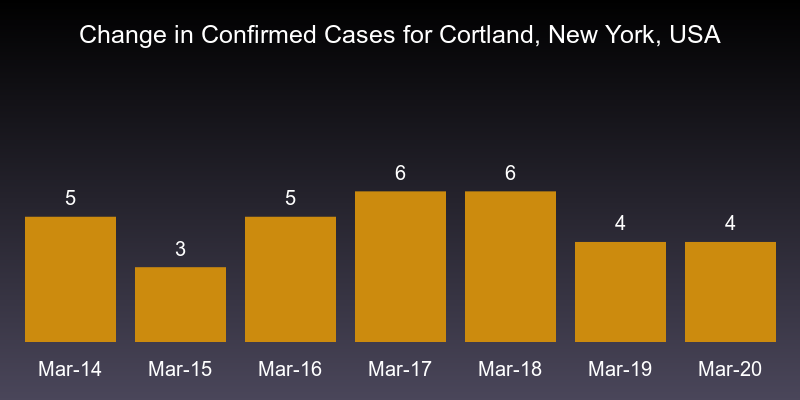 Change in Confirmed Cases for Cortland, New York, USA
5 3 5 6 6 4 4
Mar-14 Mar-15 Mar-16 Mar-17 Mar-18 Mar-19 Mar-20